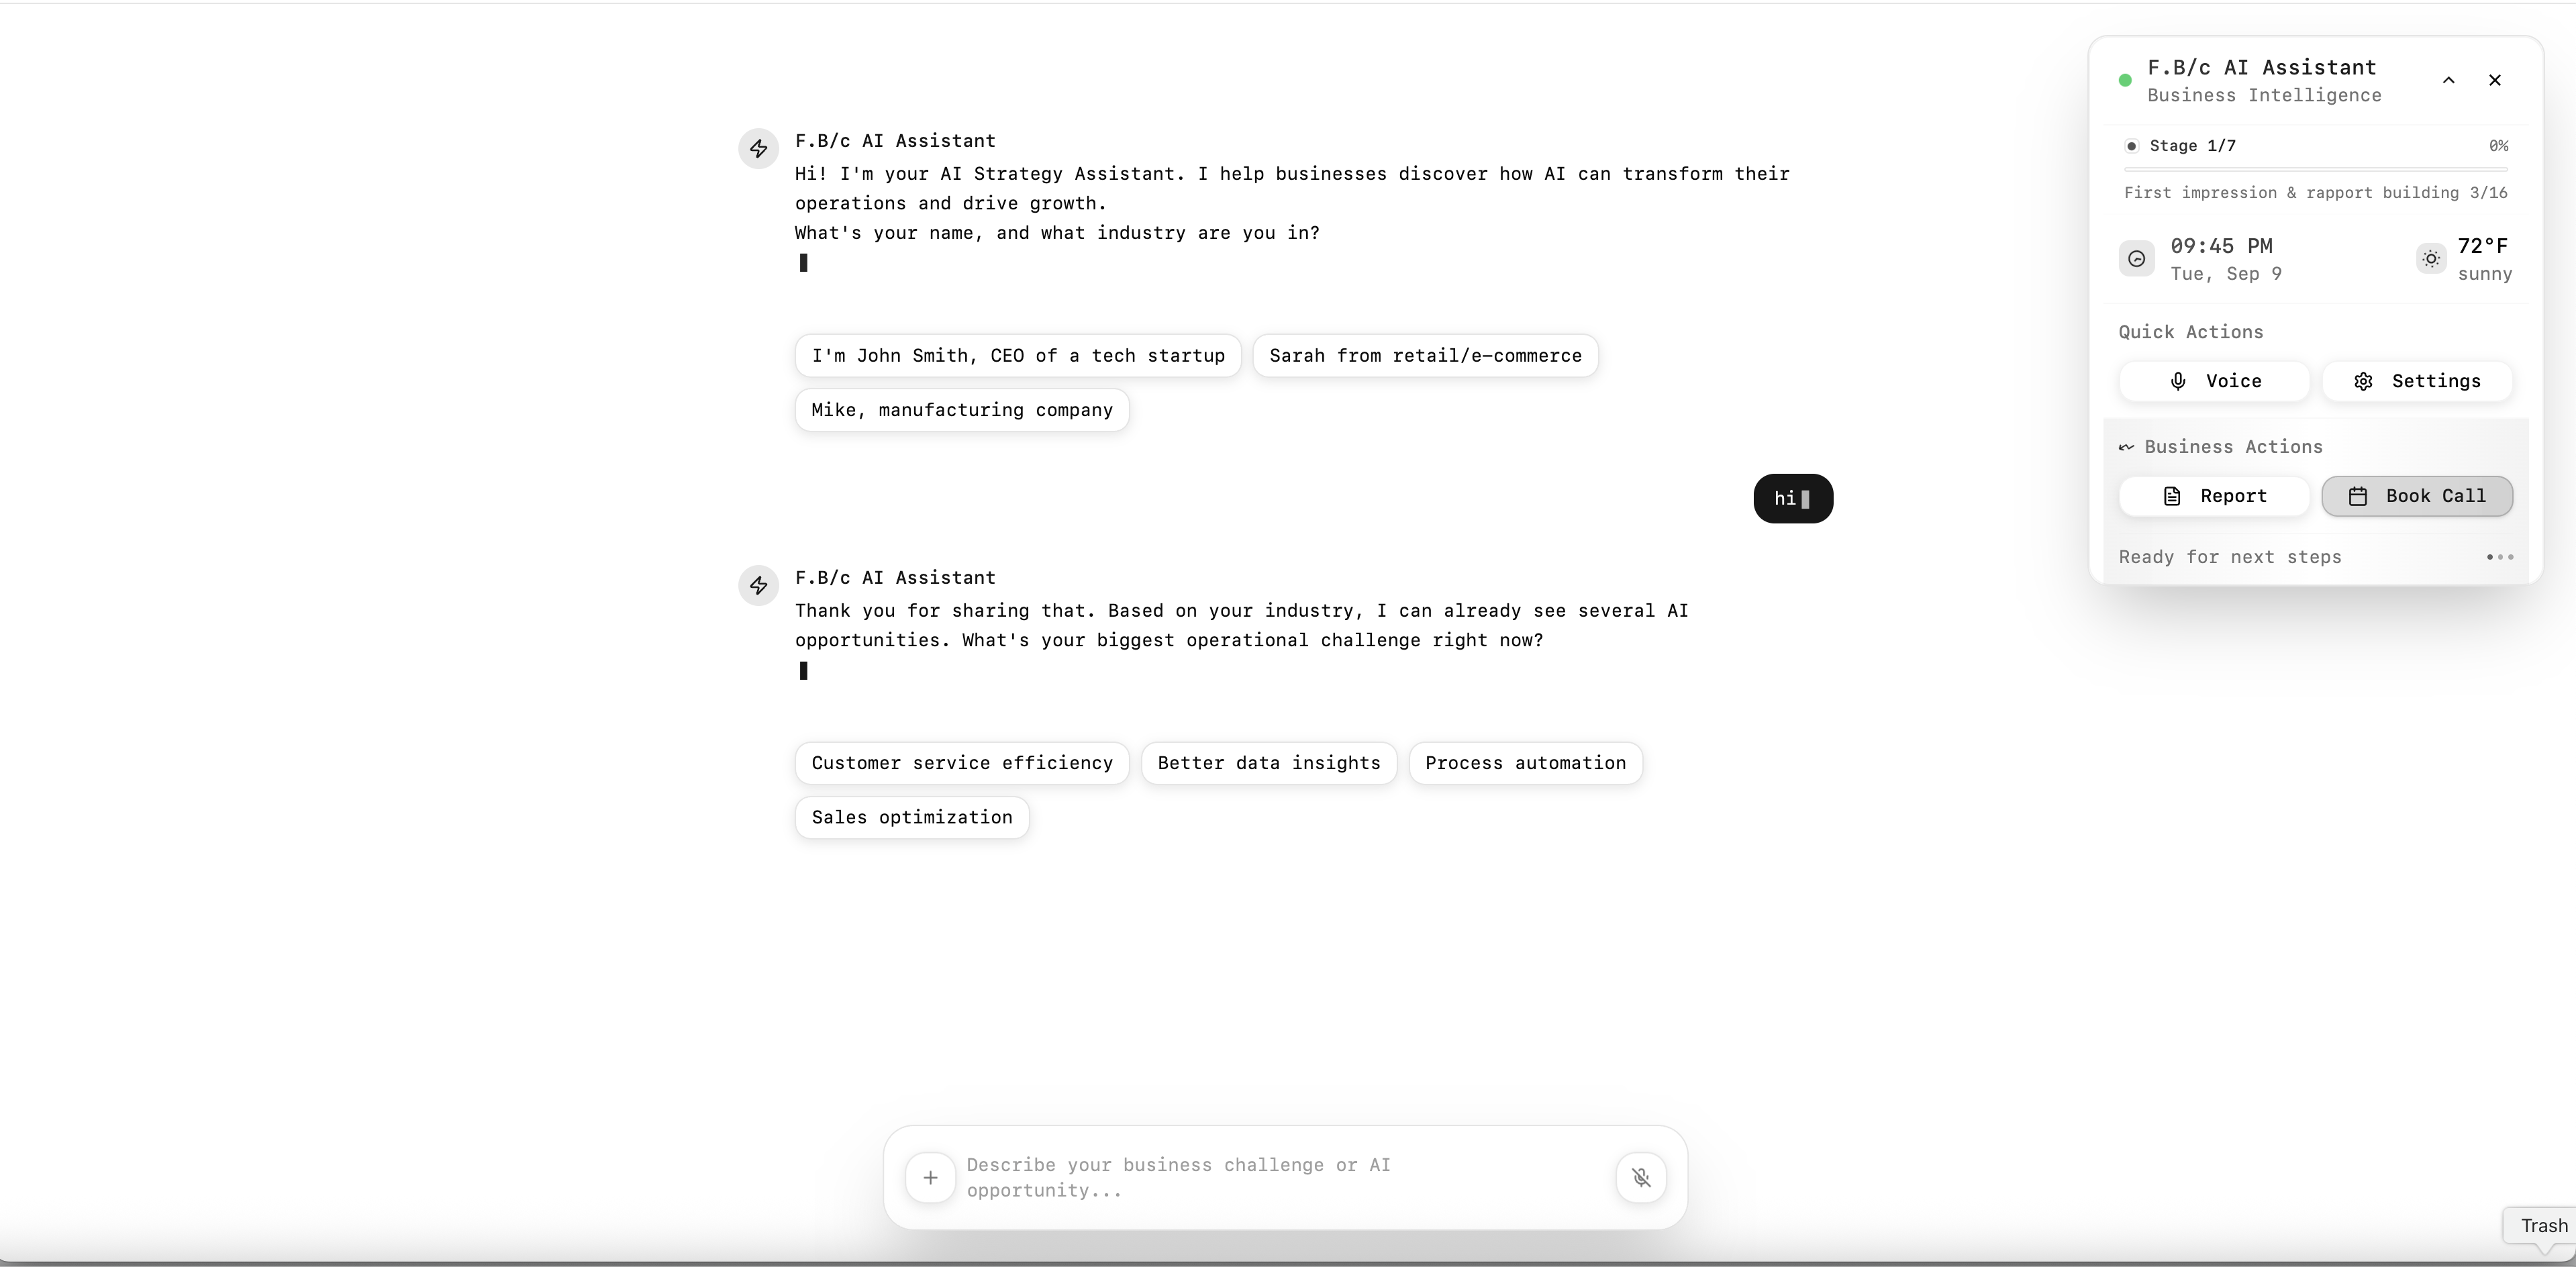 F.B/c AI Assistant
Hi! I'm your AI Strategy Assistant. I help businesses discover how AI can transform their
operations and drive growth.
What's your name, and what industry are you in?
I'm John Smith, CEO of a tech startup
Sarah from retail/e-commerce
Mike, manufacturing company
hi
F.B/c AI Assistant
Thank you for sharing that. Based on your industry, I can already see several AI
opportunities. What's your biggest operational challenge right now?
Customer service efficiency
Better data insights
Process automation
Sales optimization
Describe your business challenge or AI
opportunity...
F.B/c AI Assistant
Business Intelligence
Stage 1/7
0%
First impression & rapport building 3/16
09:45 PM
Tue, Sep 9
72°F
sunny
Quick Actions
Voice
Settings
Business Actions
Report
Book Call
Ready for next steps
Trash